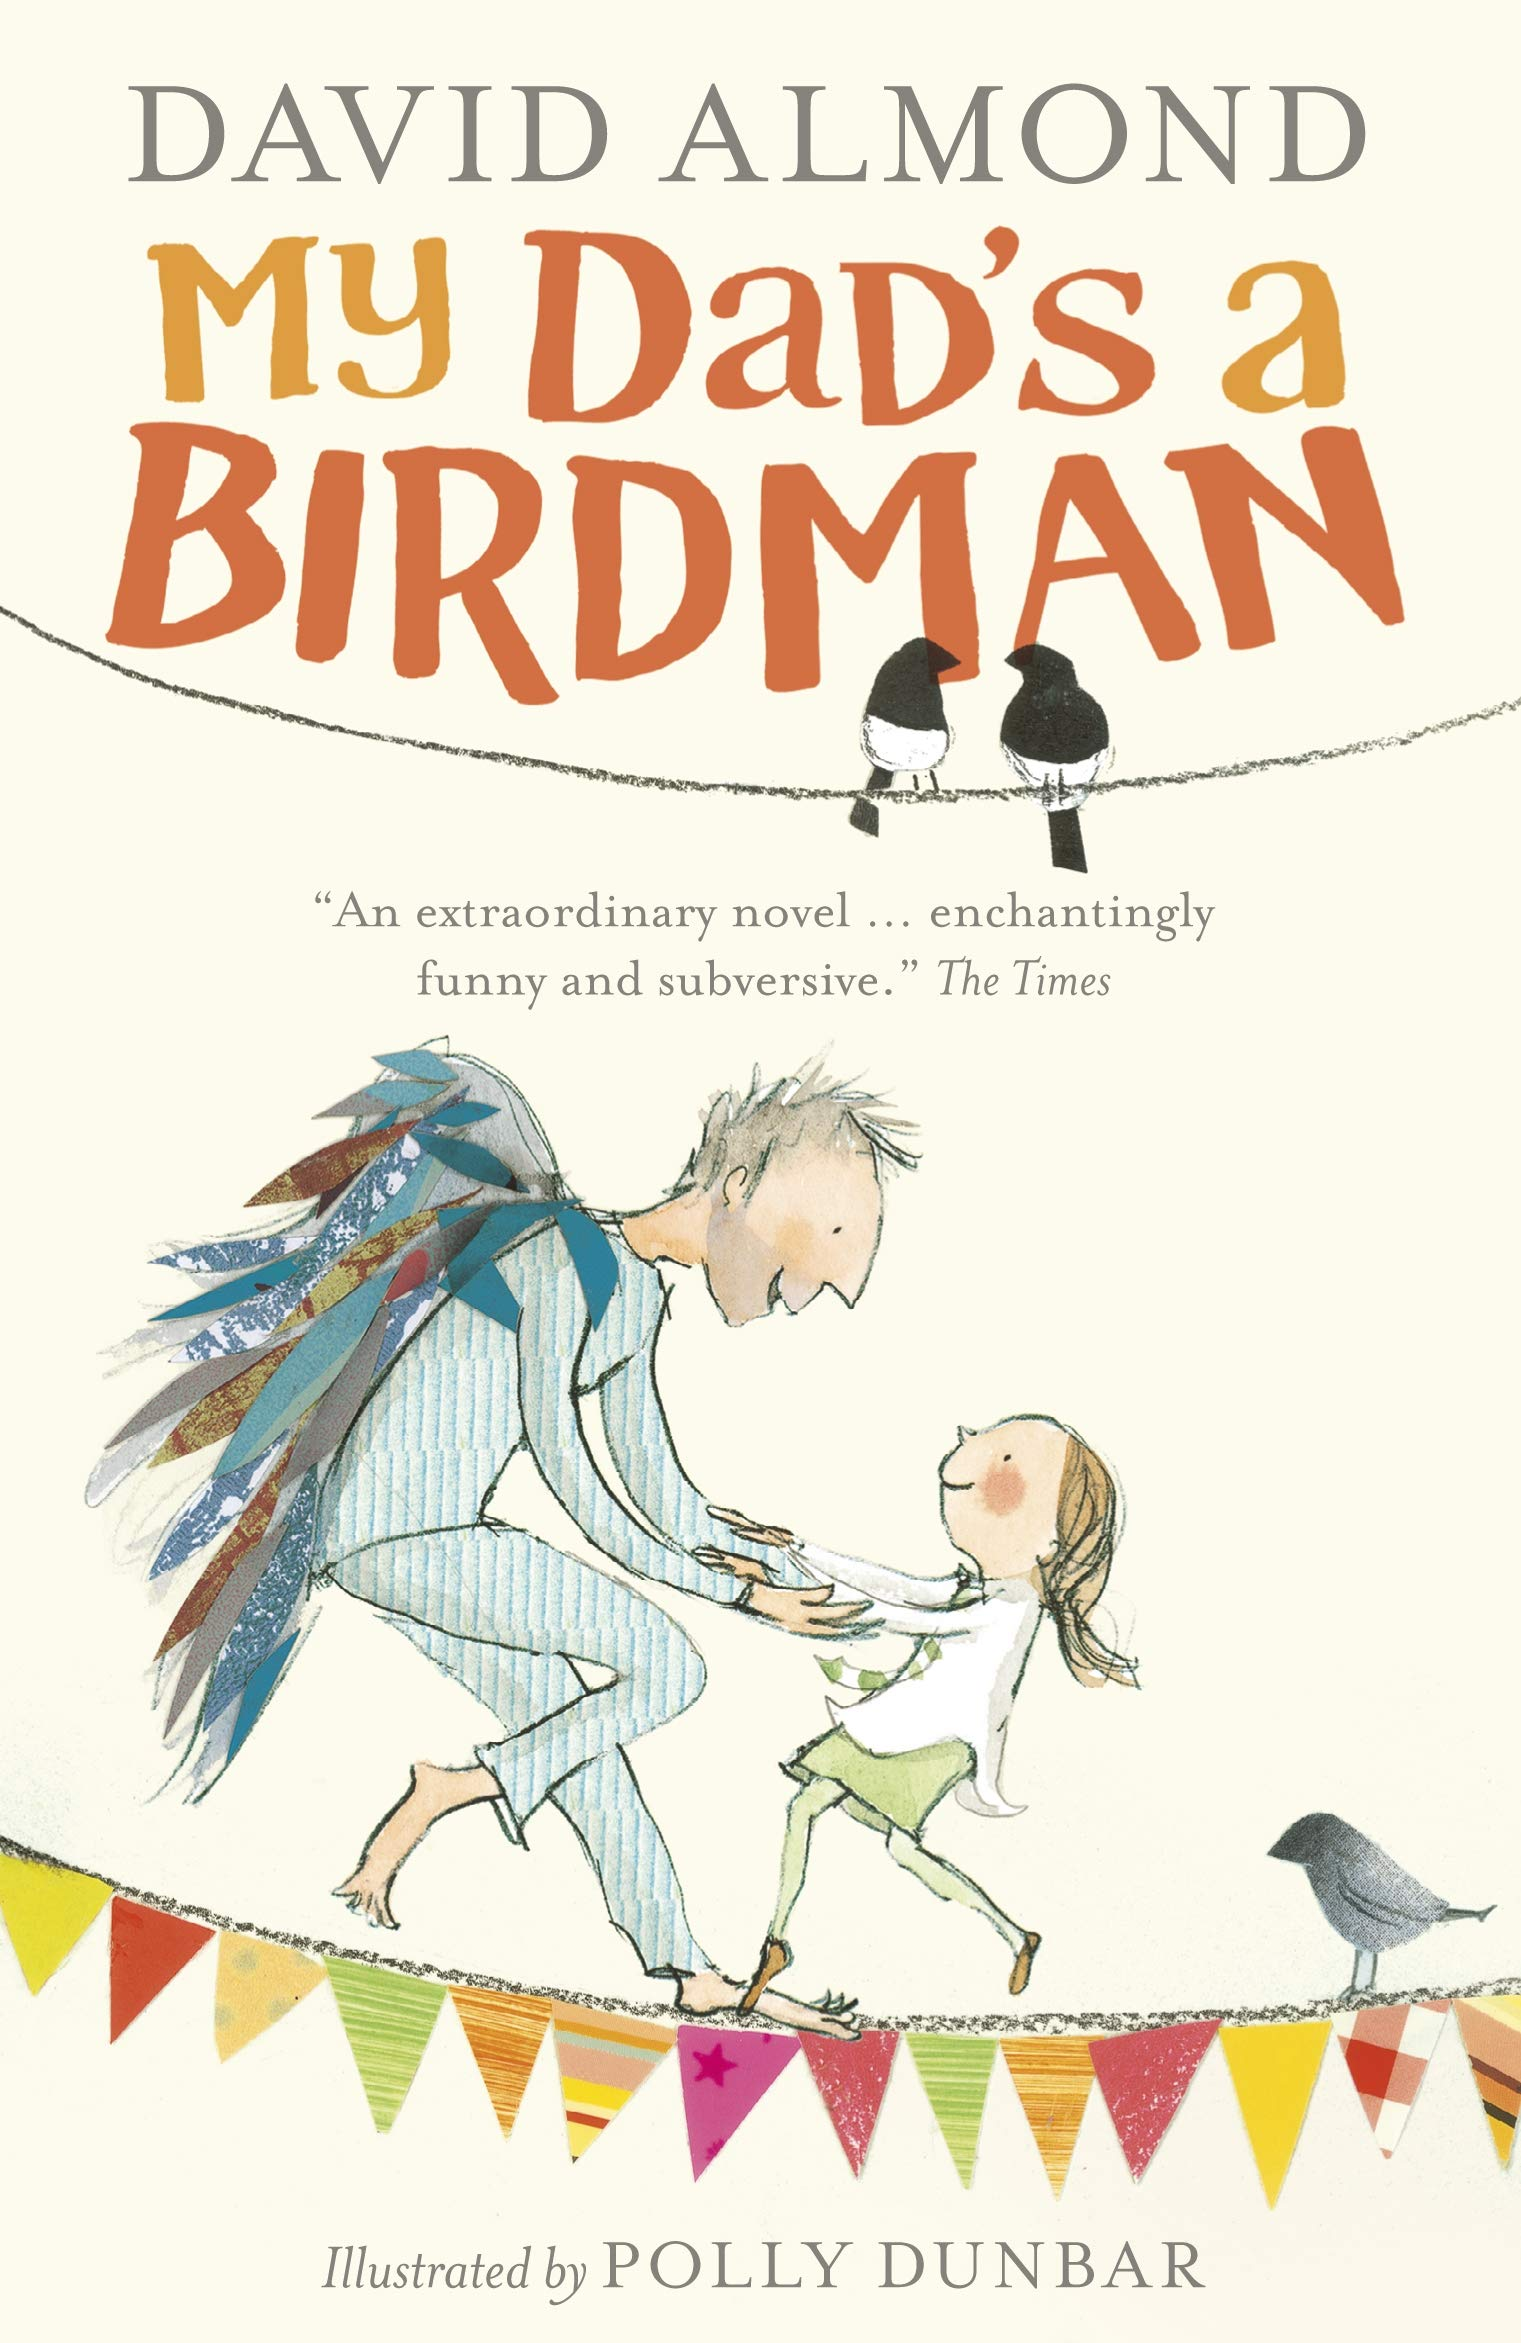 DAVID ALMOND
My Dad's a
BIRDMAN
“An extraordinary novel … enchantingly
funny and subversive.” The Times
Illustrated by POLLY DUNBAR